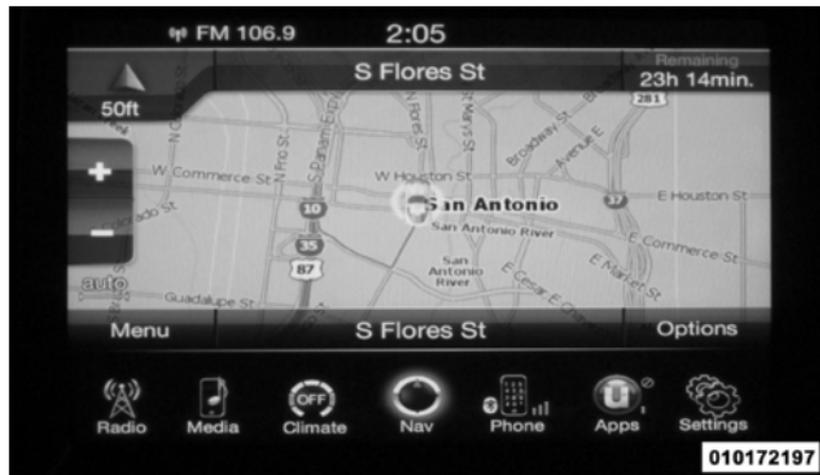 FM 106.9
2:05
S Flores St
Remaining
23h 14min.
50ft
281
N Frio St
N Flores St
St Marys St
Broadway St
Avenue E
W Commerce St
W Houston St
+
10
San Antonio
37
E Houston St
San Antonio River
−
35
E Commerce St
87
San
Antonio
River
E Market St
auto
Guadalupe St
Menu
S Flores St
Options
OFF
Radio
Media
Climate
Nav
Phone
Apps
Settings
010172197